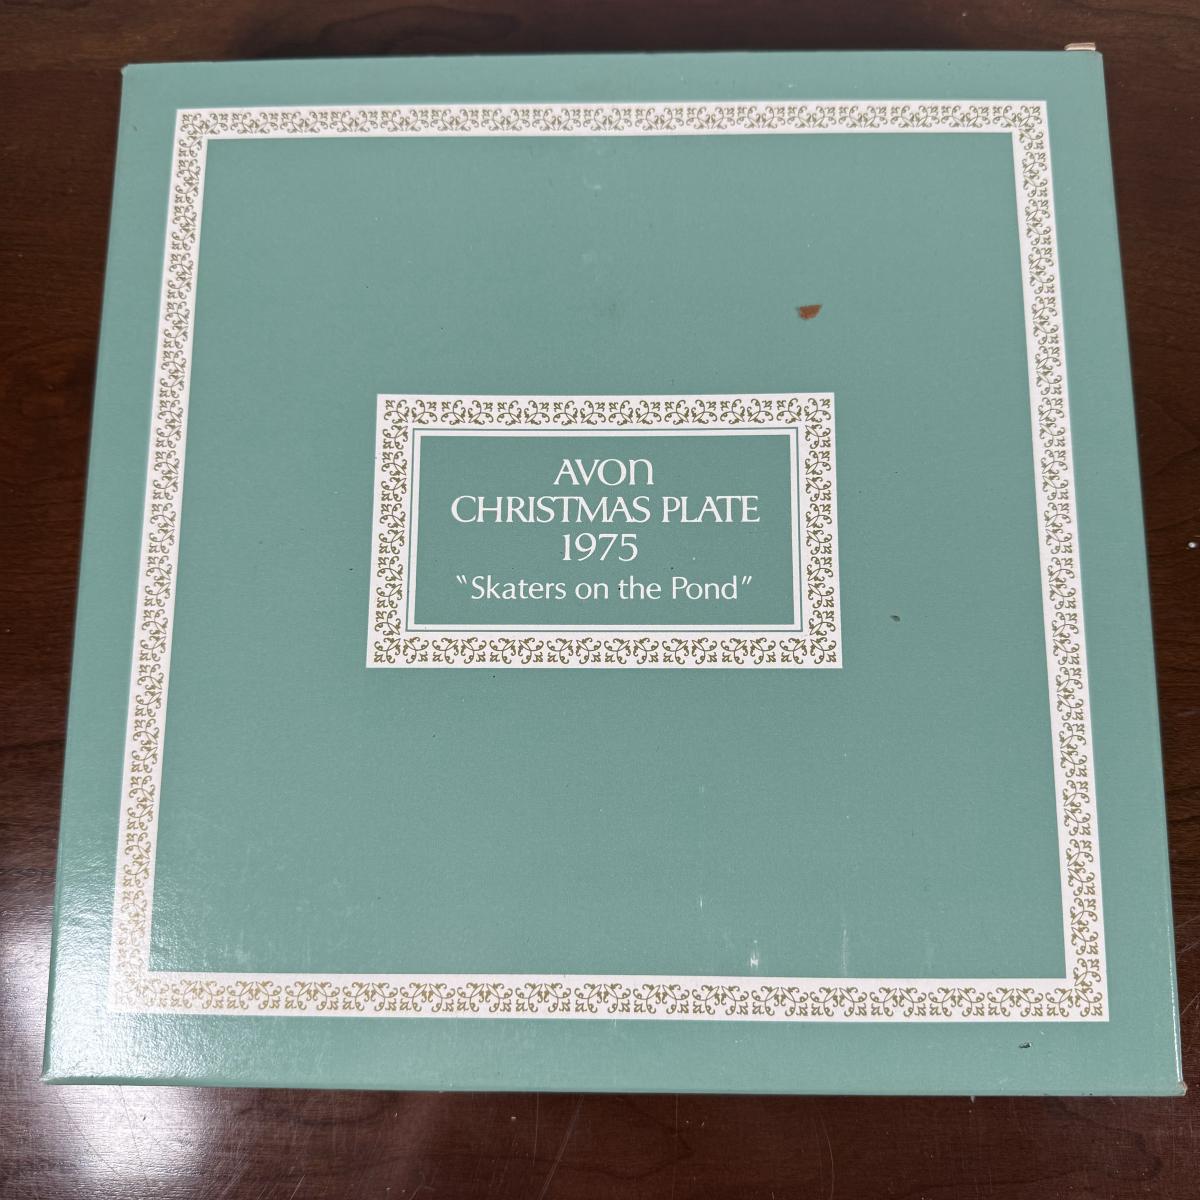 AVON
CHRISTMAS PLATE
1975
"Skaters on the Pond"